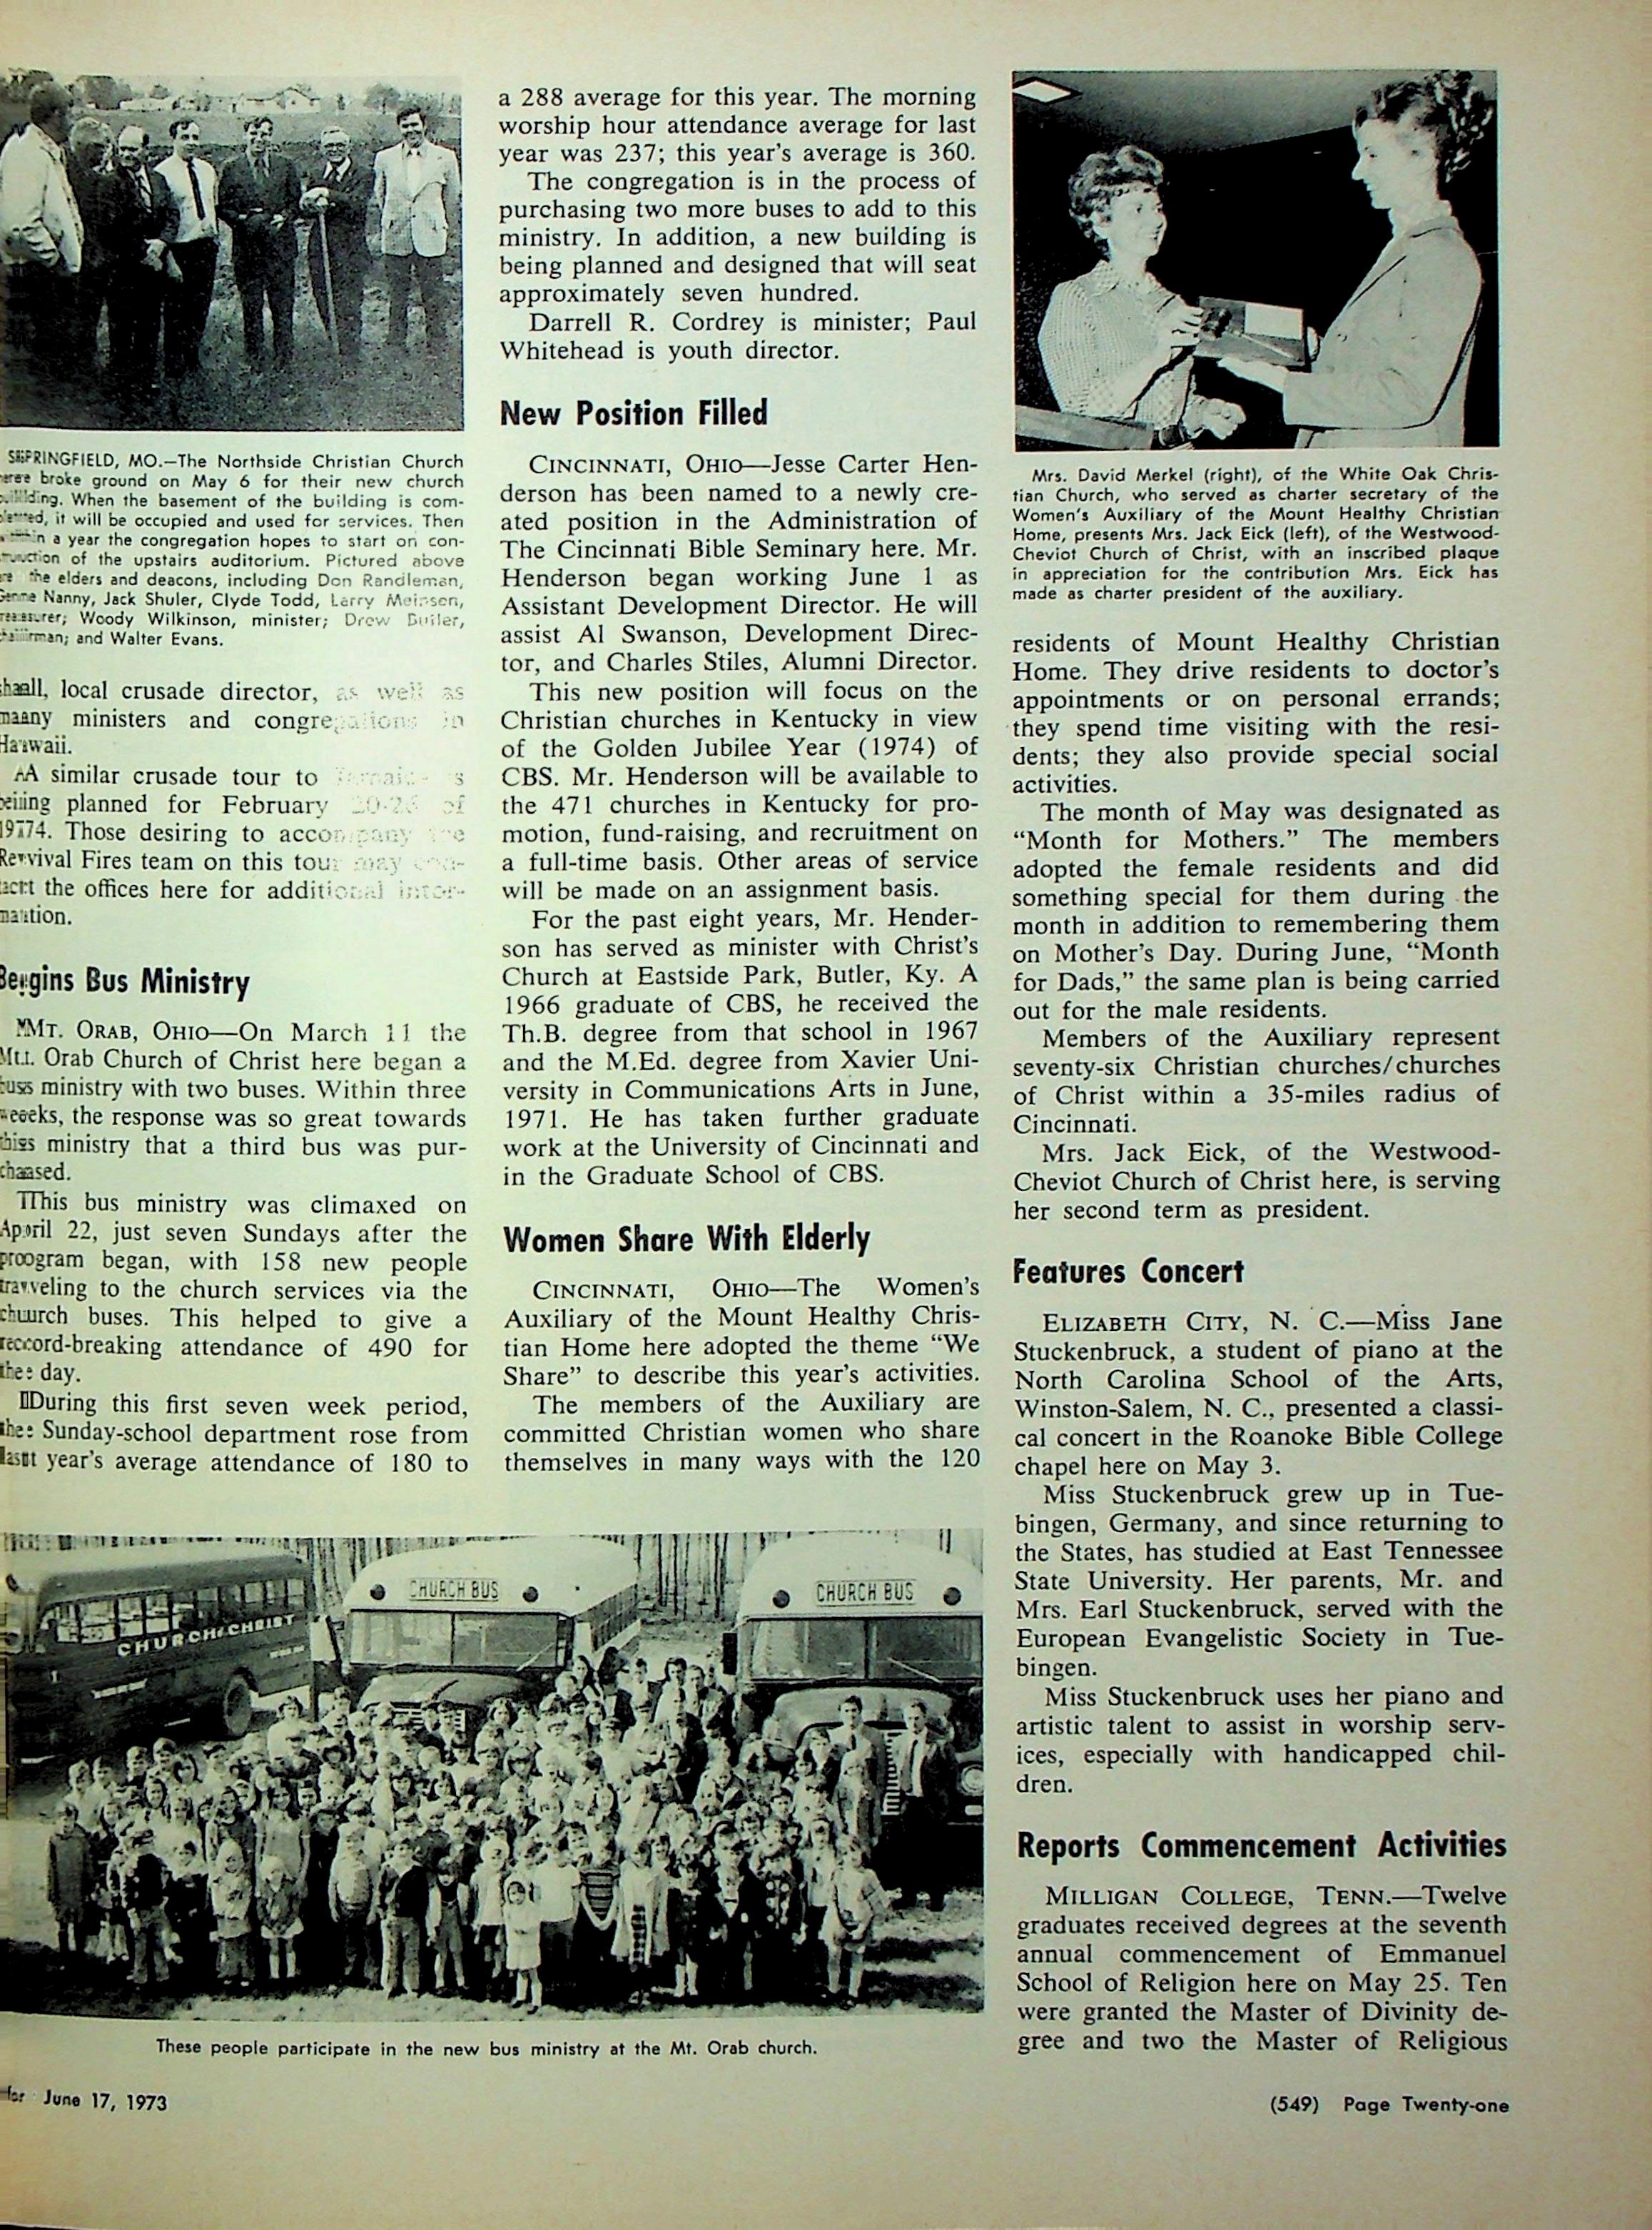 SPRINGFIELD, MO.—The Northside Christian Church
here broke ground on May 6 for their new church
building. When the basement of the building is com-
pleted, it will be occupied and used for services. Then
within a year the congregation hopes to start on con-
struction of the upstairs auditorium. Pictured above
are the elders and deacons, including Don Randleman,
Gene Nanny, Jack Shuler, Clyde Todd, Larry Meinsen,
treasurer; Woody Wilkinson, minister; Drew Butler,
chairman; and Walter Evans.
shall, local crusade director, as well as
many ministers and congregations in
Hawaii.
A similar crusade tour to Jamaica is
being planned for February 20-26 of
1974. Those desiring to accompany the
Revival Fires team on this tour may con-
tact the offices here for additional infor-
mation.
Begins Bus Ministry
MT. ORAB, OHIO—On March 11 the
Mt. Orab Church of Christ here began a
bus ministry with two buses. Within three
weeks, the response was so great towards
this ministry that a third bus was pur-
chased.
This bus ministry was climaxed on
April 22, just seven Sundays after the
program began, with 158 new people
traveling to the church services via the
church buses. This helped to give a
record-breaking attendance of 490 for
the day.
During this first seven week period,
the Sunday-school department rose from
last year's average attendance of 180 to
a 288 average for this year. The morning
worship hour attendance average for last
year was 237; this year's average is 360.
The congregation is in the process of
purchasing two more buses to add to this
ministry. In addition, a new building is
being planned and designed that will seat
approximately seven hundred.
Darrell R. Cordrey is minister; Paul
Whitehead is youth director.
New Position Filled
CINCINNATI, OHIO—Jesse Carter Hen-
derson has been named to a newly cre-
ated position in the Administration of
The Cincinnati Bible Seminary here. Mr.
Henderson began working June 1 as
Assistant Development Director. He will
assist Al Swanson, Development Direc-
tor, and Charles Stiles, Alumni Director.
This new position will focus on the
Christian churches in Kentucky in view
of the Golden Jubilee Year (1974) of
CBS. Mr. Henderson will be available to
the 471 churches in Kentucky for pro-
motion, fund-raising, and recruitment on
a full-time basis. Other areas of service
will be made on an assignment basis.
For the past eight years, Mr. Hender-
son has served as minister with Christ's
Church at Eastside Park, Butler, Ky. A
1966 graduate of CBS, he received the
Th.B. degree from that school in 1967
and the M.Ed. degree from Xavier Uni-
versity in Communications Arts in June,
1971. He has taken further graduate
work at the University of Cincinnati and
in the Graduate School of CBS.
Women Share With Elderly
CINCINNATI, OHIO—The Women's
Auxiliary of the Mount Healthy Chris-
tian Home here adopted the theme “We
Share” to describe this year's activities.
The members of the Auxiliary are
committed Christian women who share
themselves in many ways with the 120
CHURCH of CHRIST
CHURCH BUS
CHURCH BUS
These people participate in the new bus ministry at the Mt. Orab church.
Mrs. David Merkel (right), of the White Oak Chris-
tian Church, who served as charter secretary of the
Women's Auxiliary of the Mount Healthy Christian
Home, presents Mrs. Jack Eick (left), of the Westwood-
Cheviot Church of Christ, with an inscribed plaque
in appreciation for the contribution Mrs. Eick has
made as charter president of the auxiliary.
residents of Mount Healthy Christian
Home. They drive residents to doctor's
appointments or on personal errands;
they spend time visiting with the resi-
dents; they also provide special social
activities.
The month of May was designated as
“Month for Mothers.” The members
adopted the female residents and did
something special for them during the
month in addition to remembering them
on Mother's Day. During June, “Month
for Dads,” the same plan is being carried
out for the male residents.
Members of the Auxiliary represent
seventy-six Christian churches/churches
of Christ within a 35-miles radius of
Cincinnati.
Mrs. Jack Eick, of the Westwood-
Cheviot Church of Christ here, is serving
her second term as president.
Features Concert
ELIZABETH CITY, N. C.—Miss Jane
Stuckenbruck, a student of piano at the
North Carolina School of the Arts,
Winston-Salem, N. C., presented a classi-
cal concert in the Roanoke Bible College
chapel here on May 3.
Miss Stuckenbruck grew up in Tue-
bingen, Germany, and since returning to
the States, has studied at East Tennessee
State University. Her parents, Mr. and
Mrs. Earl Stuckenbruck, served with the
European Evangelistic Society in Tue-
bingen.
Miss Stuckenbruck uses her piano and
artistic talent to assist in worship serv-
ices, especially with handicapped chil-
dren.
Reports Commencement Activities
MILLIGAN COLLEGE, TENN.—Twelve
graduates received degrees at the seventh
annual commencement of Emmanuel
School of Religion here on May 25. Ten
were granted the Master of Divinity de-
gree and two the Master of Religious
for June 17, 1973
(549) Page Twenty-one